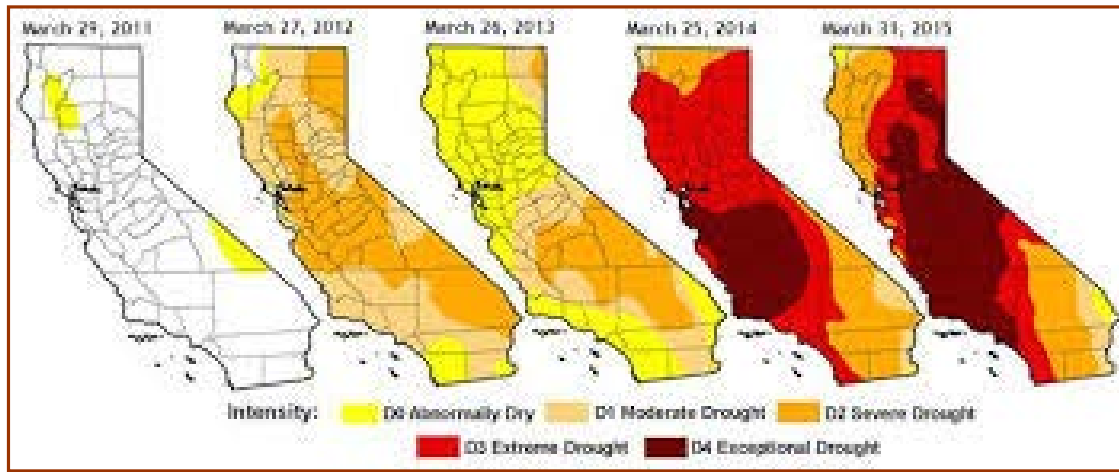 March 29, 2011 March 27, 2012 March 26, 2013 March 25, 2014 March 31, 2015
Intensity: D0 Abnormally Dry D1 Moderate Drought D2 Severe Drought
D3 Extreme Drought D4 Exceptional Drought